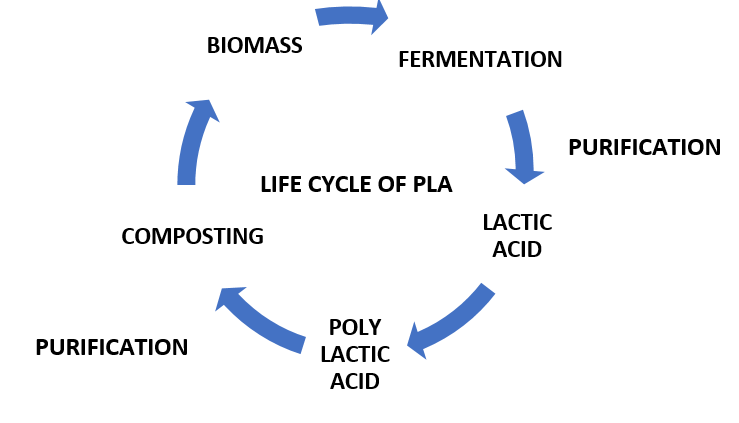 BIOMASS
FERMENTATION
PURIFICATION
LIFE CYCLE OF PLA
LACTIC
ACID
COMPOSTING
POLY
LACTIC
ACID
PURIFICATION